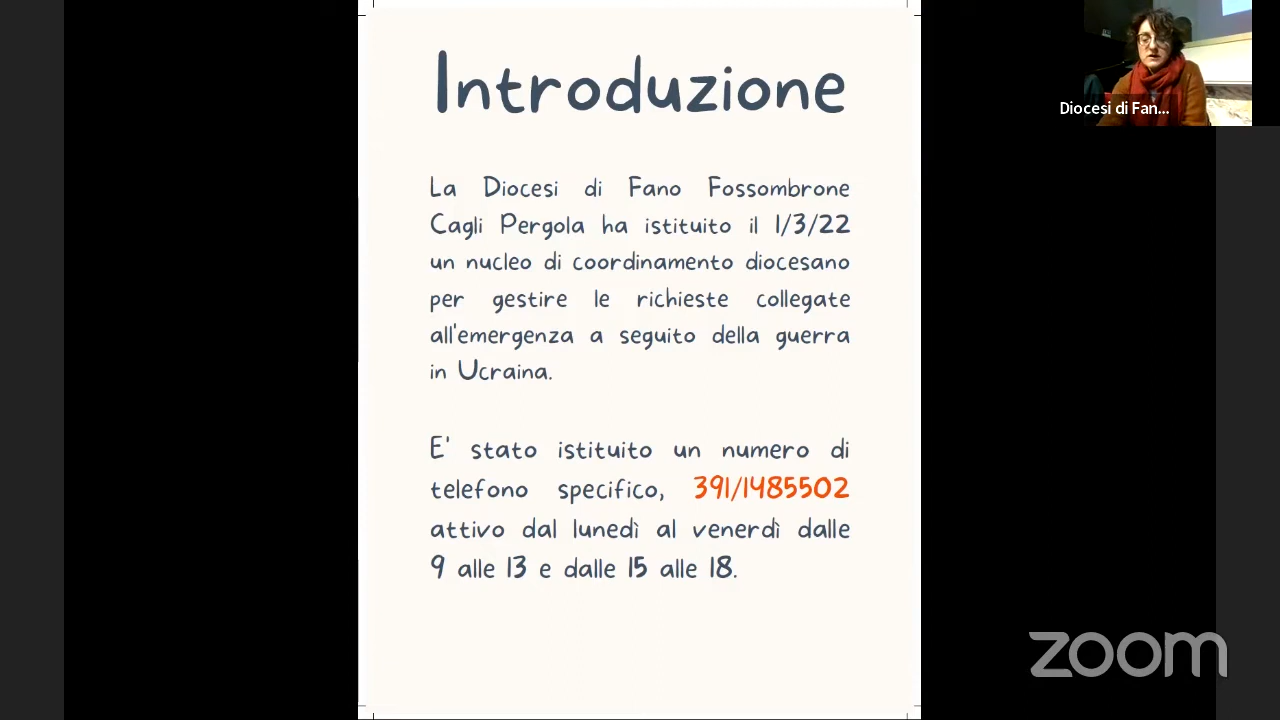 Introduzione
La Diocesi di Fano Fossombrone
Cagli Pergola ha istituito il 1/3/22
un nucleo di coordinamento diocesano
per gestire le richieste collegate
all'emergenza a seguito della guerra
in Ucraina.
E' stato istituito un numero di
telefono specifico, 391/1485502
attivo dal lunedì al venerdì dalle
9 alle 13 e dalle 15 alle 18.
Diocesi di Fan...
zoom